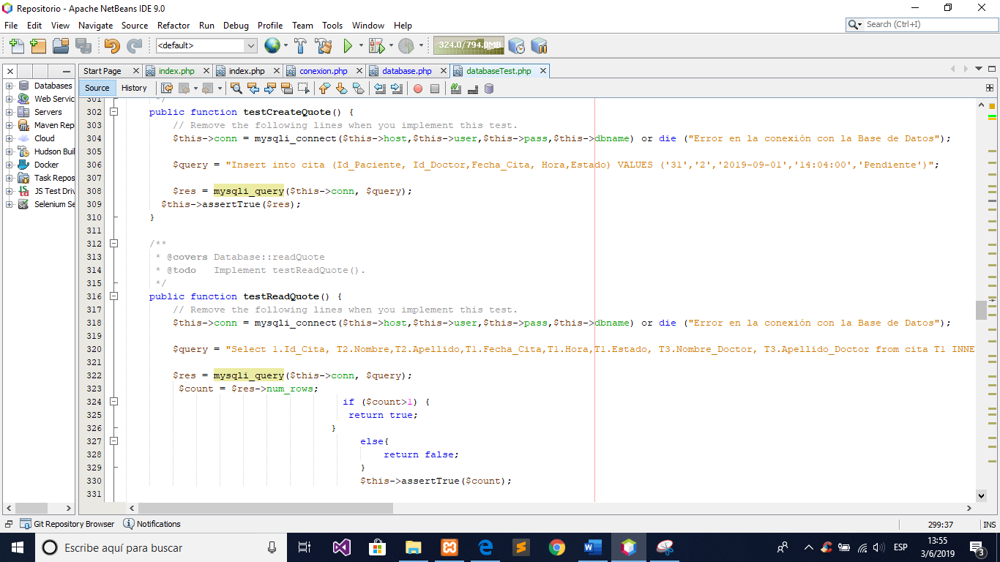 Repositorio - Apache NetBeans IDE 9.0
File Edit View Navigate Source Refactor Run Debug Profile Team Tools Window Help
Search (Ctrl+I)
<default>
324.0/794.0MB
Start Page index.php index.php conexion.php database.php databaseTest.php
Source History
Databases
Web Servic
Servers
Maven Rep
Cloud
Hudson Buil
Docker
Task Repos
JS Test Driv
Selenium Se
301 */
302 public function testCreateQuote() {
303 // Remove the following lines when you implement this test.
304 $this->conn = mysqli_connect($this->host,$this->user,$this->pass,$this->dbname) or die ("Error en la conexión con la Base de Datos");
305
306 $query = "Insert into cita (Id_Paciente, Id_Doctor,Fecha_Cita, Hora,Estado) VALUES ('31','2','2019-09-01','14:04:00','Pendiente')";
307
308 $res = mysqli_query($this->conn, $query);
309 $this->assertTrue($res);
310 }
311
312 /**
313 * @covers Database::readQuote
314 * @todo Implement testReadQuote().
315 */
316 public function testReadQuote() {
317 // Remove the following lines when you implement this test.
318 $this->conn = mysqli_connect($this->host,$this->user,$this->pass,$this->dbname) or die ("Error en la conexión con la Base de Datos");
319
320 $query = "Select 1.Id_Cita, T2.Nombre,T2.Apellido,T1.Fecha_Cita,T1.Hora,T1.Estado, T3.Nombre_Doctor, T3.Apellido_Doctor from cita T1 INNE
321
322 $res = mysqli_query($this->conn, $query);
323 $count = $res->num_rows;
324 if ($count>1) {
325 return true;
326 }
327 else{
328 return false;
329 }
330 $this->assertTrue($count);
331
Git Repository Browser Notifications
299:37 INS
Escribe aquí para buscar
ESP
13:55
3/6/2019
3